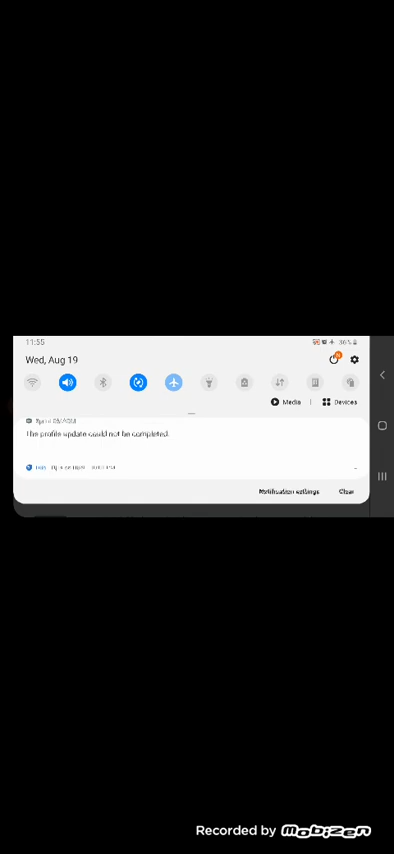 11:55
36%
Wed, Aug 19
Media | Devices
The profile update could not be completed.
Notification settings Clear
Recorded by MOBIZEN